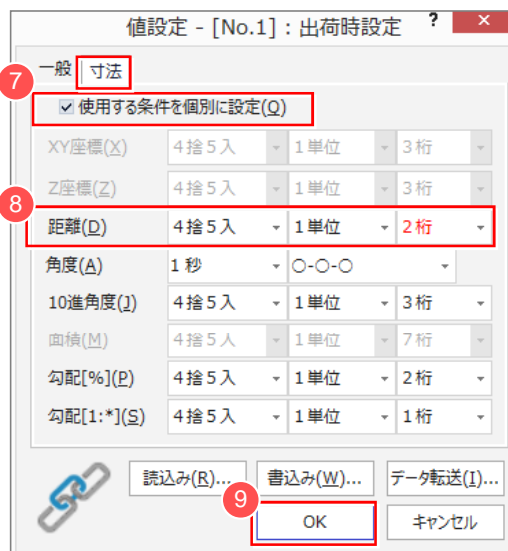 値設定 - [No.1] : 出荷時設定 ? ×
一般 寸法
7
使用する条件を個別に設定(Q)
XY座標(X) 4捨5入 1単位 3桁
Z座標(Z) 4捨5入 1単位 3桁
8
距離(D) 4捨5入 1単位 2桁
角度(A) 1秒 ○-○-○
10進角度(J) 4捨5入 1単位 3桁
面積(M) 4捨5入 1単位 7桁
勾配[%](P) 4捨5入 1単位 2桁
勾配[1:*](S) 4捨5入 1単位 1桁
読込み(R)... 書込み(W)... データ転送(I)...
9
OK キャンセル